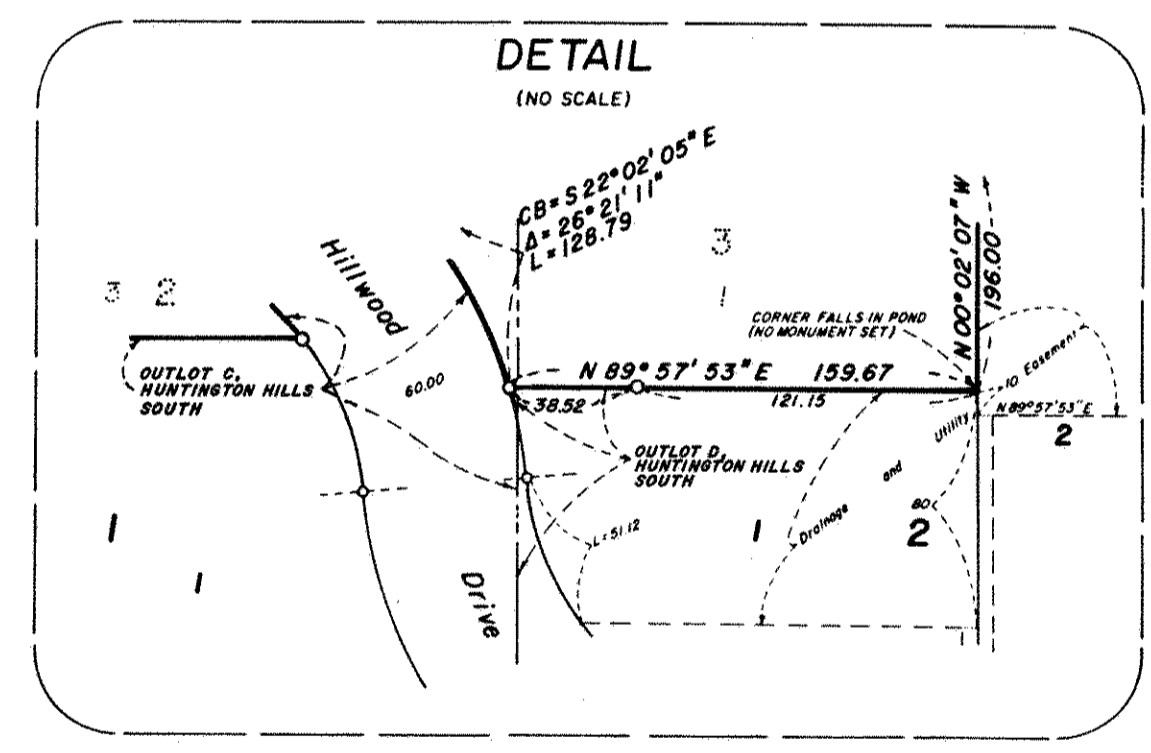 DETAIL
(NO SCALE)
CB= S 22° 02' 05" E
Δ= 26° 21' 11"
L= 128.79
Hillwood
3
3 2
1
N 00° 02' 07" W
196.00
CORNER FALLS IN POND
(NO MONUMENT SET)
OUTLOT C,
HUNTINGTON HILLS
SOUTH
60.00
N 89° 57' 53" E 159.67
38.52
121.15
10
Utility Easement
N 89°57'53"E
2
OUTLOT D,
HUNTINGTON HILLS
SOUTH
Drainage and
80
2
1
L=51.12
1
1
Drive